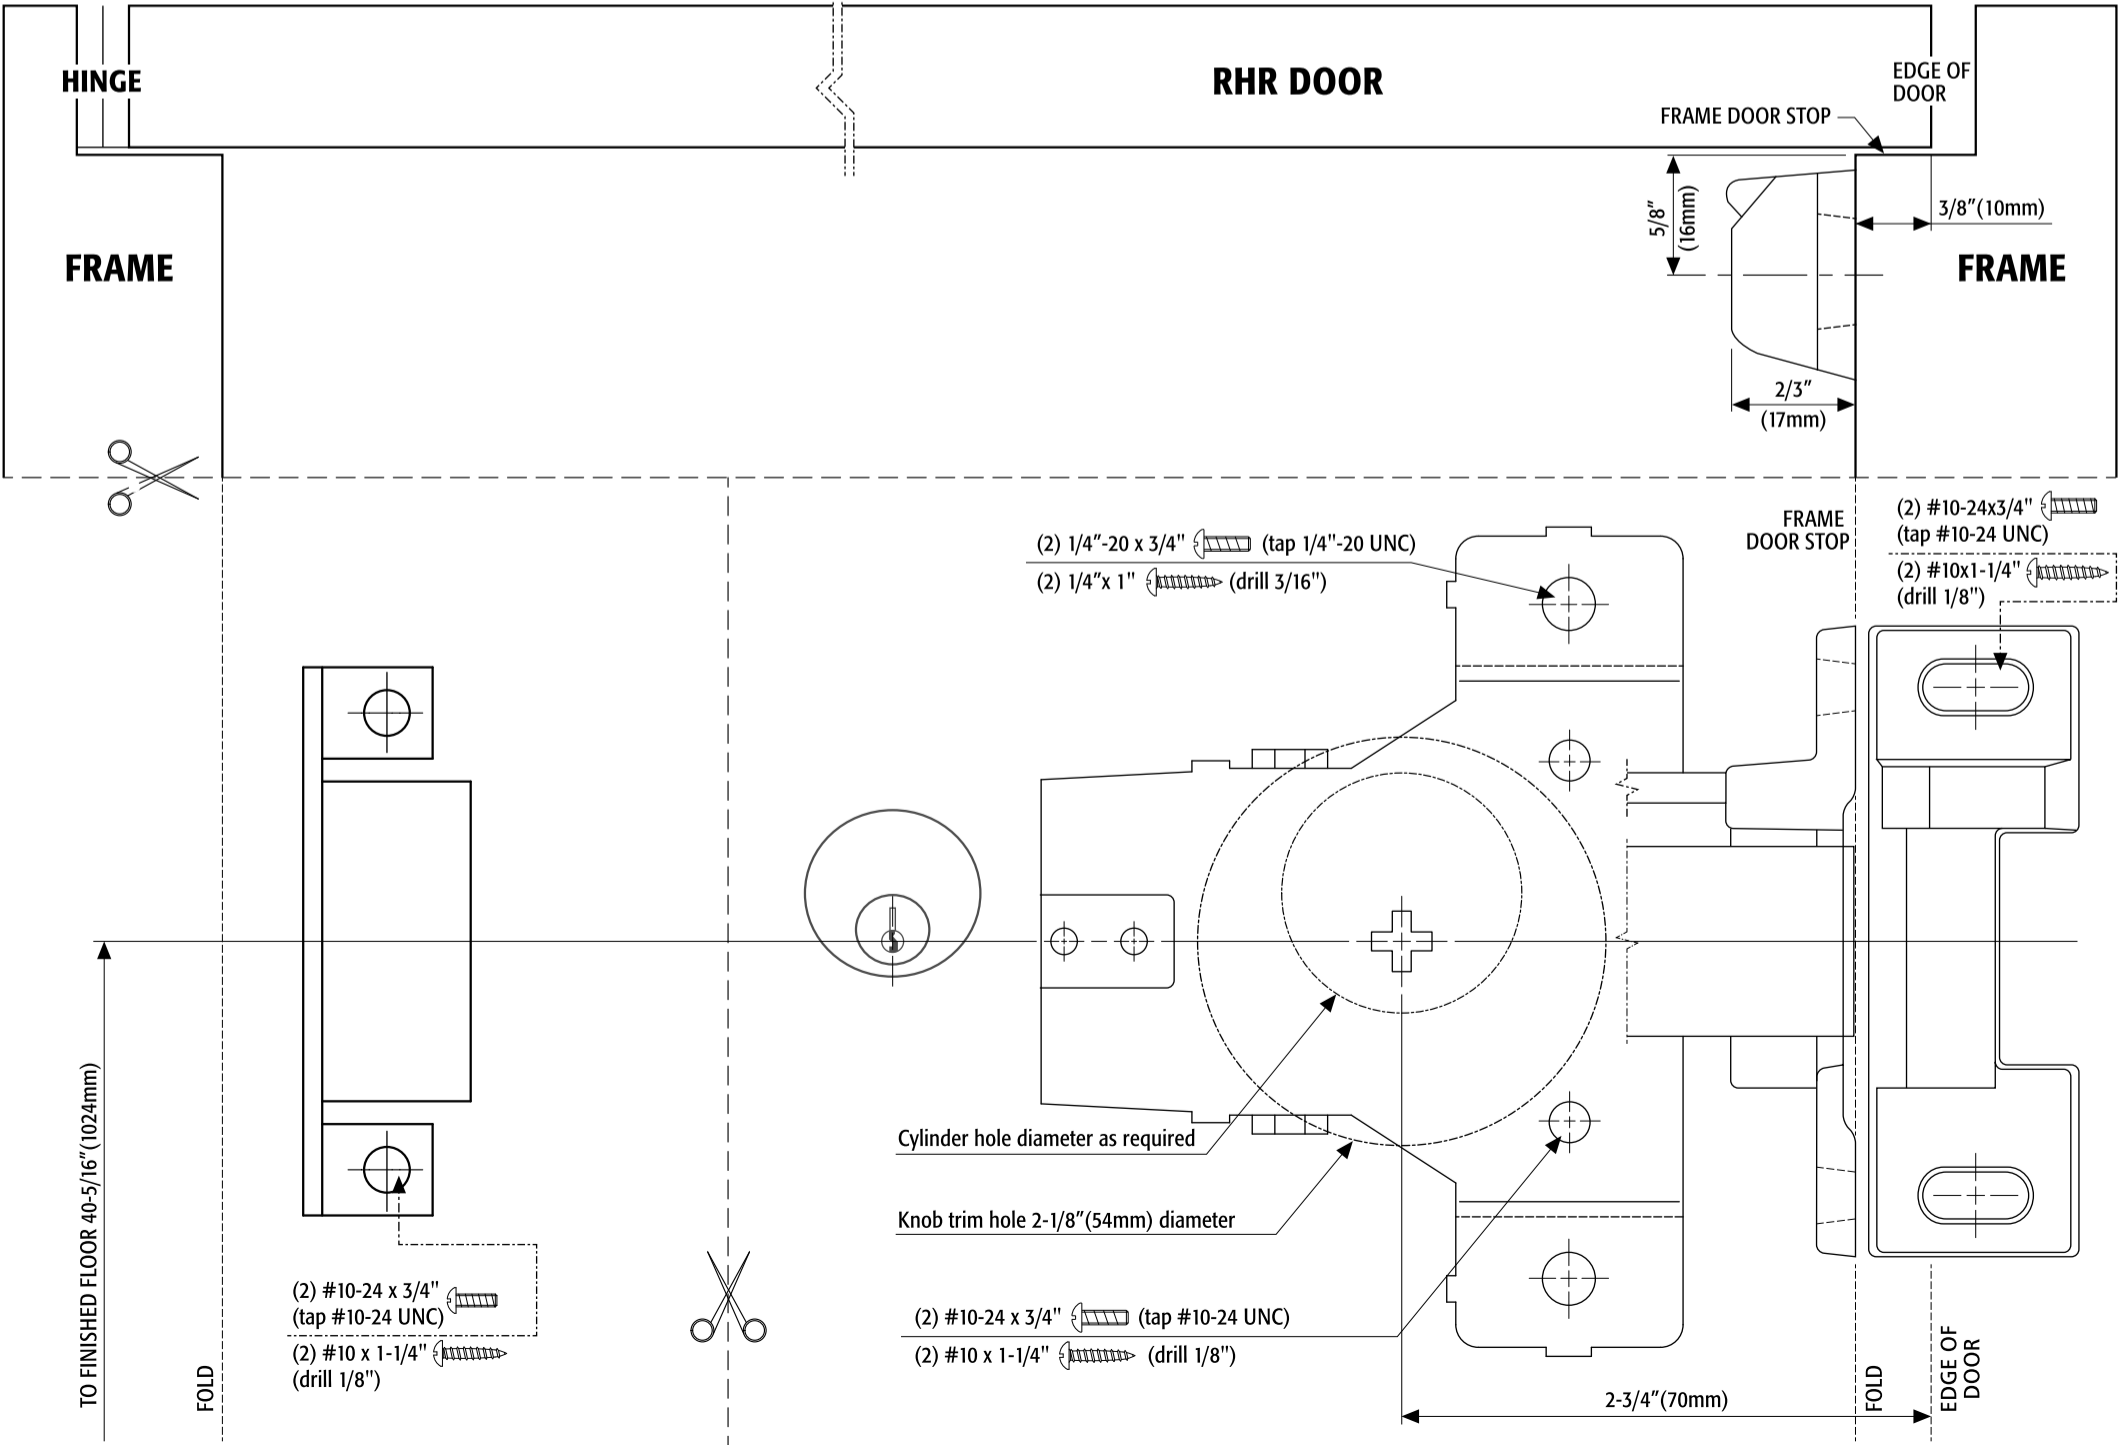 HINGE
RHR DOOR
EDGE OF
DOOR
FRAME DOOR STOP
5/8″
(16mm)
3/8″(10mm)
FRAME
FRAME
2/3″
(17mm)
(2) 1/4″-20 x 3/4" (tap 1/4"-20 UNC)
(2) 1/4″x 1" (drill 3/16")
FRAME
DOOR STOP
(2) #10-24x3/4"
(tap #10-24 UNC)
(2) #10x1-1/4"
(drill 1/8")
Cylinder hole diameter as required
Knob trim hole 2-1/8″(54mm) diameter
TO FINISHED FLOOR 40-5/16″(1024mm)
FOLD
(2) #10-24 x 3/4"
(tap #10-24 UNC)
(2) #10 x 1-1/4"
(drill 1/8")
(2) #10-24 x 3/4" (tap #10-24 UNC)
(2) #10 x 1-1/4" (drill 1/8")
2-3/4″(70mm)
FOLD
EDGE OF
DOOR